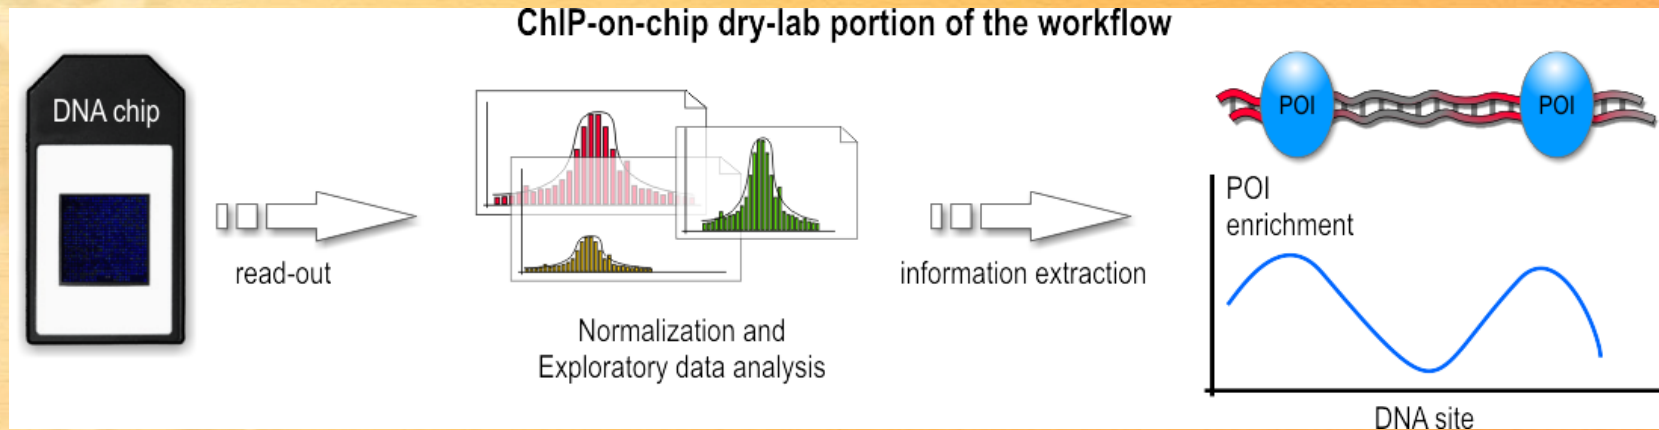 ChIP-on-chip dry-lab portion of the workflow
DNA chip
read-out
Normalization and
Exploratory data analysis
information extraction
POI
POI
POI
enrichment
DNA site